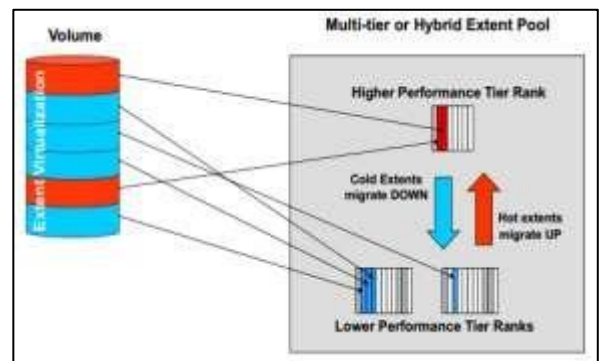 Volume
Multi-tier or Hybrid Extent Pool
Extent Virtualization
Higher Performance Tier Rank
Cold Extents
migrate DOWN
Hot extents
migrate UP
Lower Performance Tier Ranks